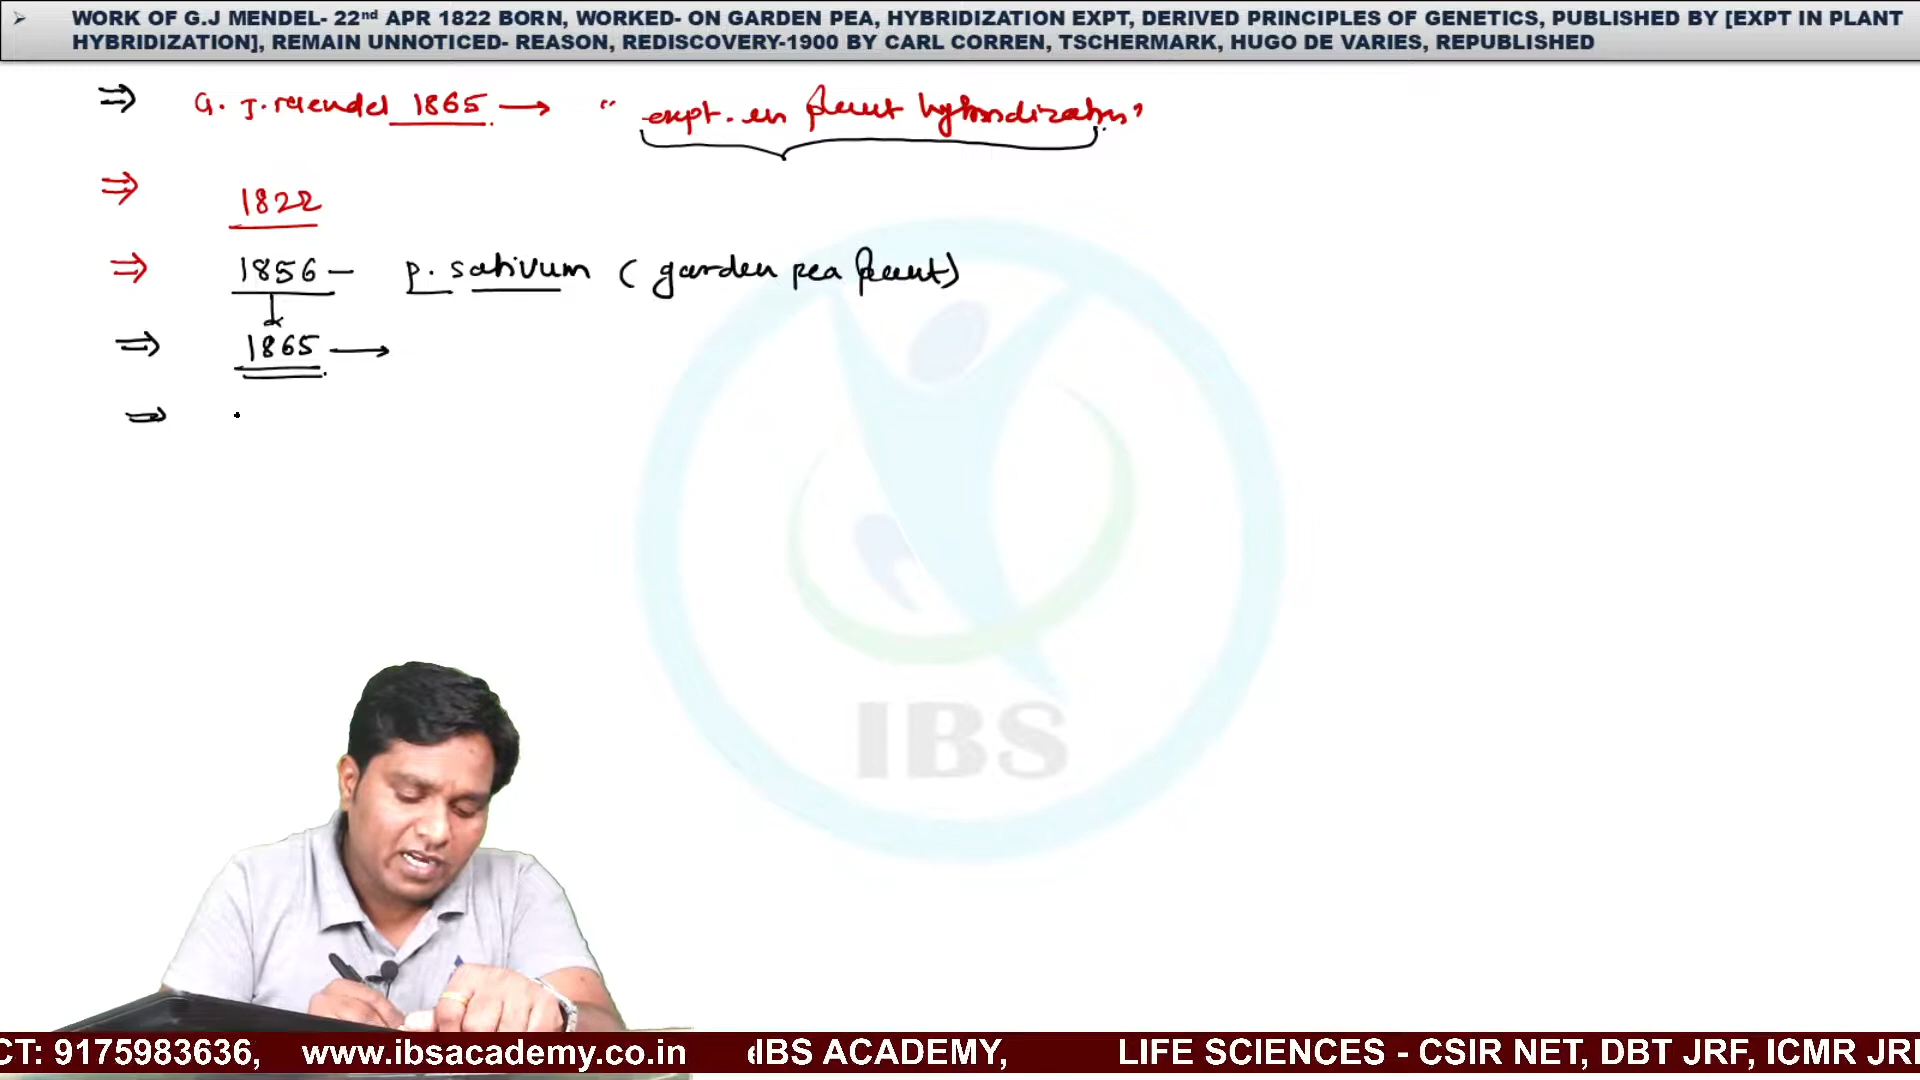 ➢ WORK OF G.J MENDEL- 22nd APR 1822 BORN, WORKED- ON GARDEN PEA, HYBRIDIZATION EXPT, DERIVED PRINCIPLES OF GENETICS, PUBLISHED BY [EXPT IN PLANT
HYBRIDIZATION], REMAIN UNNOTICED- REASON, REDISCOVERY-1900 BY CARL CORREN, TSCHERMARK, HUGO DE VARIES, REPUBLISHED
⇒ G. J. Mendel 1865 → "expt. in plant hybridization"
⇒ 1822
⇒ 1856 – P. sativum (garden pea plant)
⇒ 1865 →
⇒
IBS
CT: 9175983636, www.ibsacademy.co.in IBS ACADEMY, LIFE SCIENCES - CSIR NET, DBT JRF, ICMR JRF